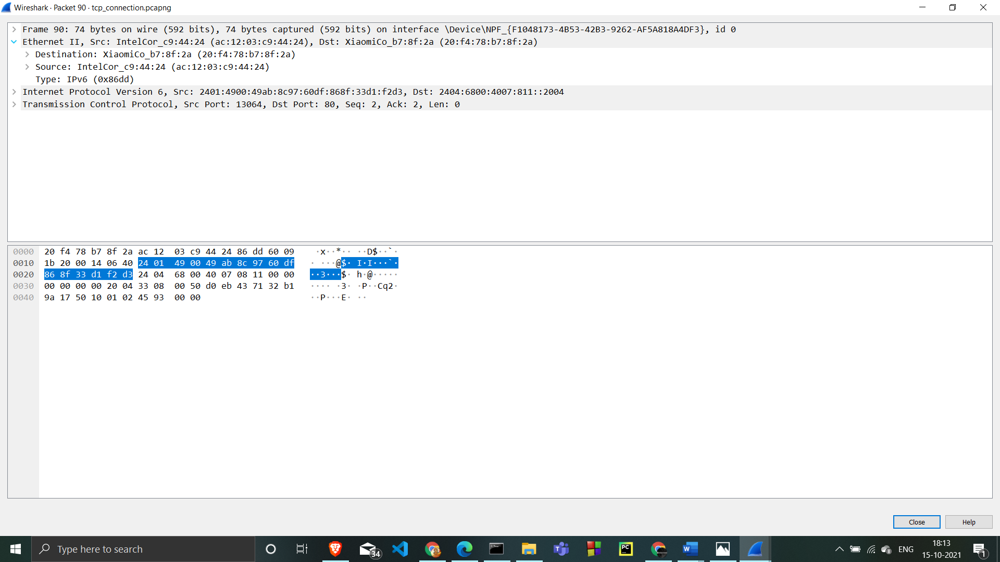 Wireshark · Packet 90 · tcp_connection.pcapng
Frame 90: 74 bytes on wire (592 bits), 74 bytes captured (592 bits) on interface \Device\NPF_{F1048173-4B53-42B3-9262-AF5A818A4DF3}, id 0
Ethernet II, Src: IntelCor_c9:44:24 (ac:12:03:c9:44:24), Dst: XiaomiCo_b7:8f:2a (20:f4:78:b7:8f:2a)
Destination: XiaomiCo_b7:8f:2a (20:f4:78:b7:8f:2a)
Source: IntelCor_c9:44:24 (ac:12:03:c9:44:24)
Type: IPv6 (0x86dd)
Internet Protocol Version 6, Src: 2401:4900:49ab:8c97:60df:868f:33d1:f2d3, Dst: 2404:6800:4007:811::2004
Transmission Control Protocol, Src Port: 13064, Dst Port: 80, Seq: 2, Ack: 2, Len: 0
0000 20 f4 78 b7 8f 2a ac 12 03 c9 44 24 86 dd 60 09 ·x··*·· ··D$··`·
0010 1b 20 00 14 06 40 24 01 49 00 49 ab 8c 97 60 df · ···@$· I·I···`·
0020 86 8f 33 d1 f2 d3 24 04 68 00 40 07 08 11 00 00 ··3···$· h·@·····
0030 00 00 00 00 20 04 33 08 00 50 d0 eb 43 71 32 b1 ···· ·3· ·P··Cq2·
0040 9a 17 50 10 01 02 45 93 00 00 ··P···E· ··
Close Help
Type here to search
34
PC
W
ENG
18:13
15-10-2021
1